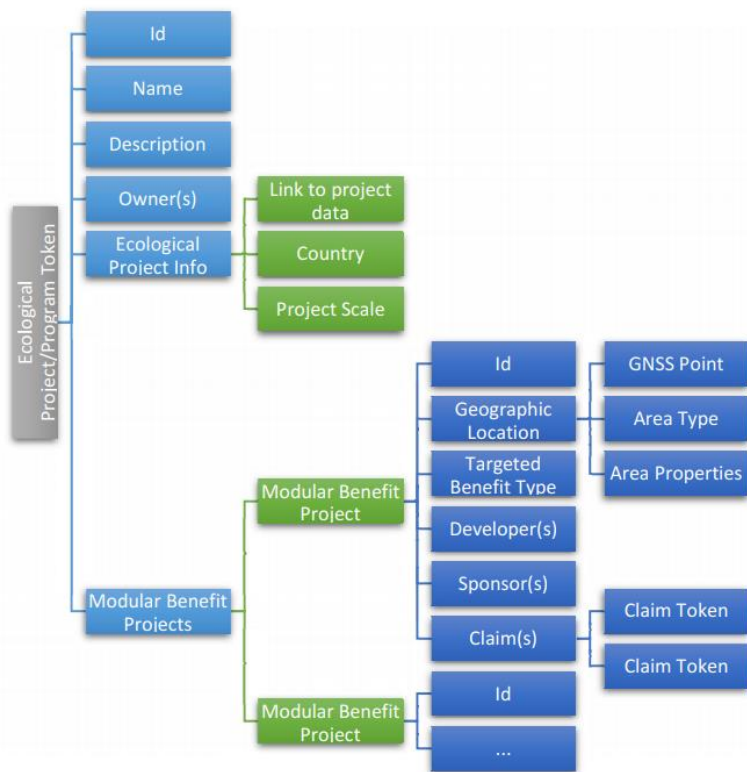 Ecological
Project/Program Token
Id
Name
Description
Owner(s)
Ecological
Project Info
Link to project
data
Country
Project Scale
Modular Benefit
Projects
Modular Benefit
Project
Id
Geographic
Location
GNSS Point
Area Type
Area Properties
Targeted
Benefit Type
Developer(s)
Sponsor(s)
Claim(s)
Claim Token
Claim Token
Modular Benefit
Project
Id
...